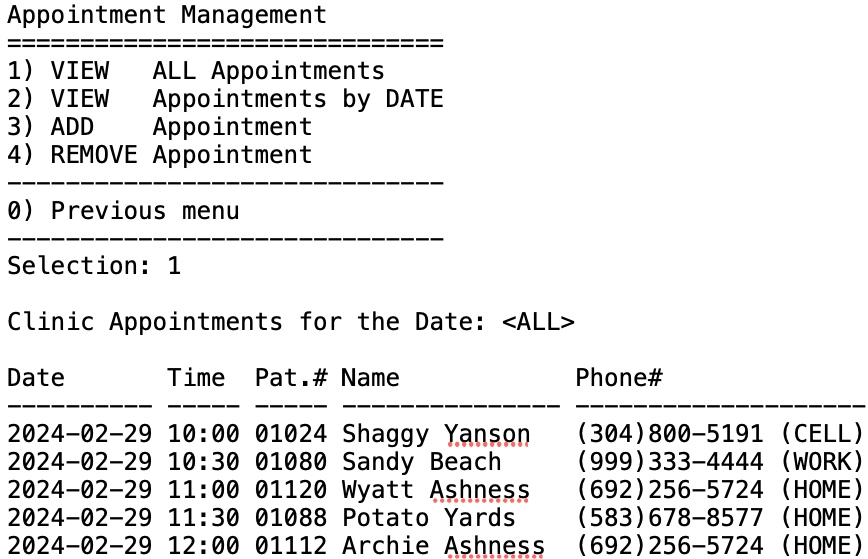 Appointment Management
==============================
1) VIEW   ALL Appointments
2) VIEW   Appointments by DATE
3) ADD    Appointment
4) REMOVE Appointment
------------------------------
0) Previous menu
------------------------------
Selection: 1

Clinic Appointments for the Date: <ALL>

Date       Time  Pat.# Name            Phone#
---------- ----- ----- --------------- --------------------
2024-02-29 10:00 01024 Shaggy Yanson   (304)800-5191 (CELL)
2024-02-29 10:30 01080 Sandy Beach     (999)333-4444 (WORK)
2024-02-29 11:00 01120 Wyatt Ashness   (692)256-5724 (HOME)
2024-02-29 11:30 01088 Potato Yards    (583)678-8577 (HOME)
2024-02-29 12:00 01112 Archie Ashness  (692)256-5724 (HOME)